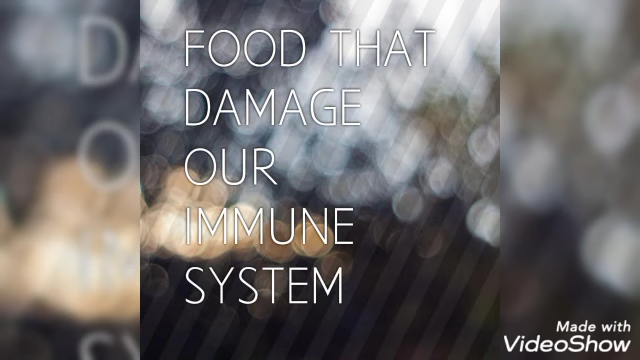 FOOD THAT
DAMAGE
OUR
IMMUNE
SYSTEM
Made with
VideoShow